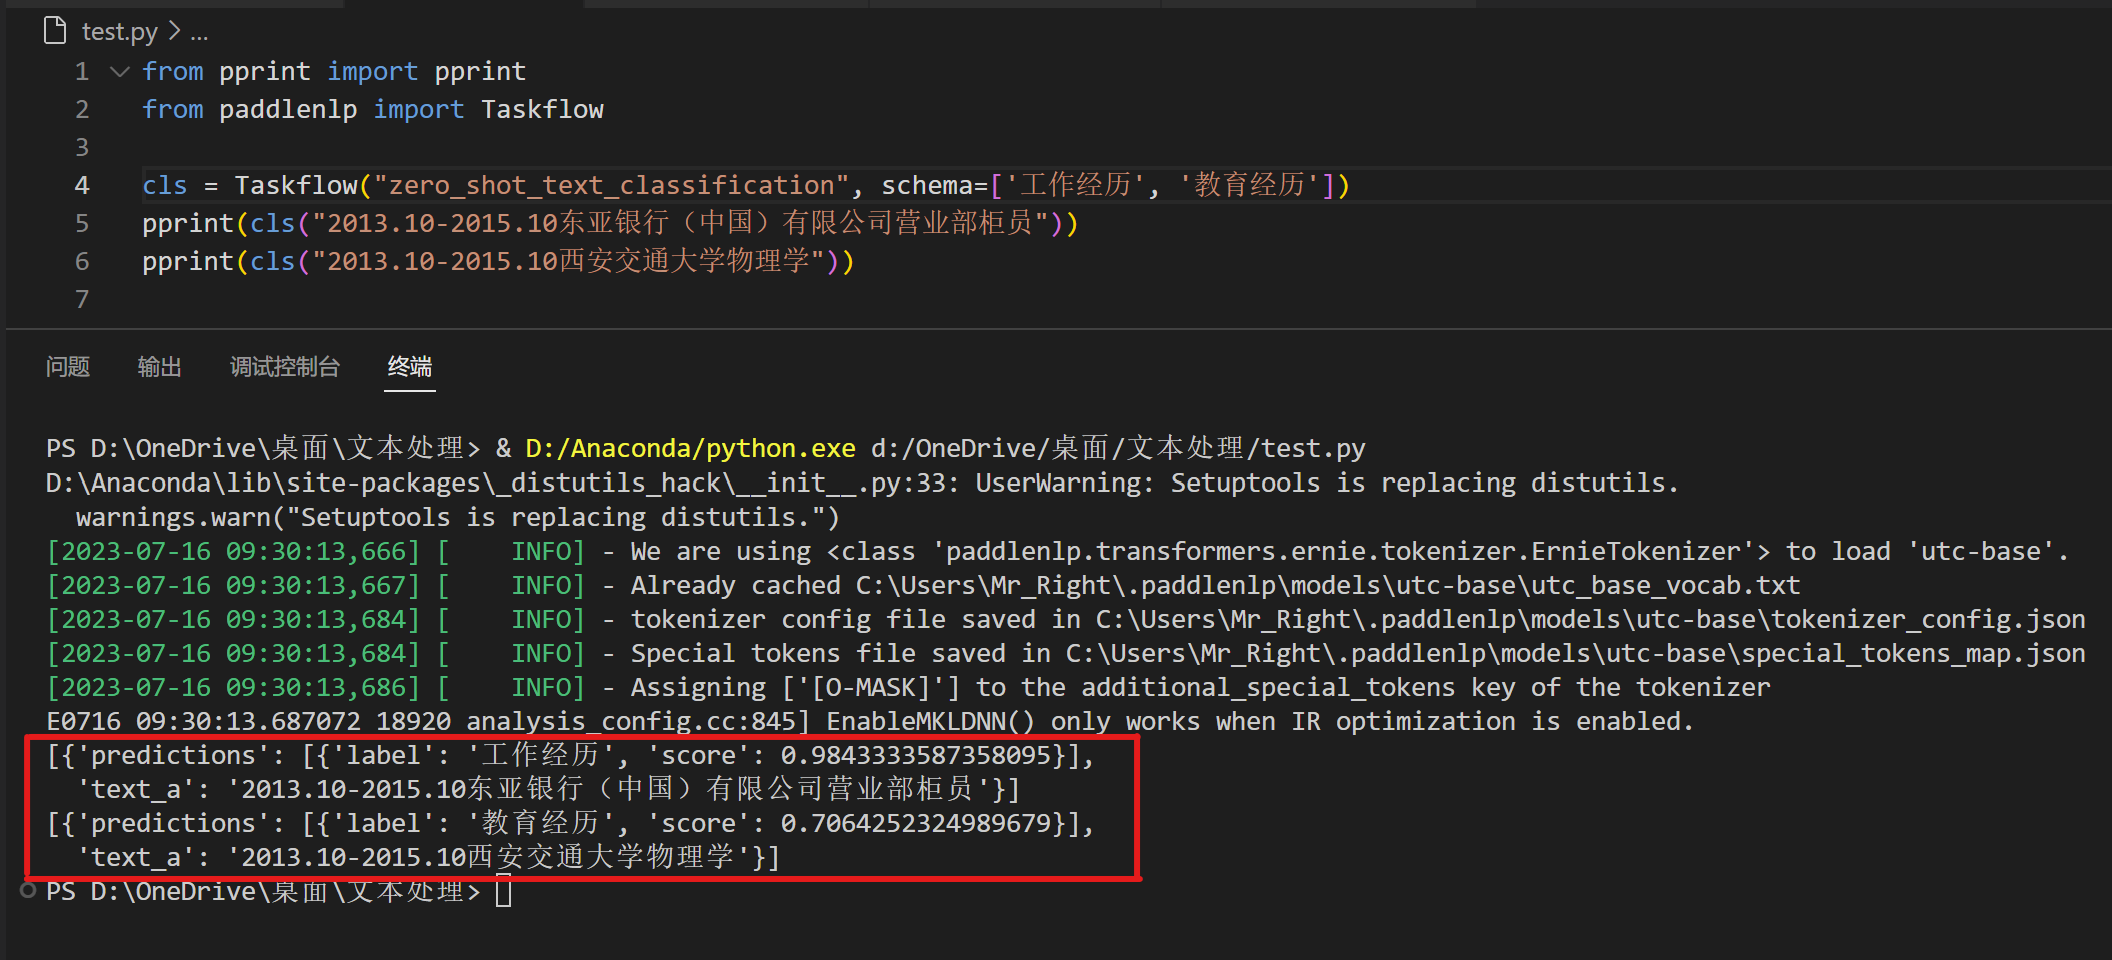 test.py > ...
1 from pprint import pprint
2 from paddlenlp import Taskflow
3
4 cls = Taskflow("zero_shot_text_classification", schema=['工作经历', '教育经历'])
5 pprint(cls("2013.10-2015.10东亚银行（中国）有限公司营业部柜员"))
6 pprint(cls("2013.10-2015.10西安交通大学物理学"))
7
问题 输出 调试控制台 终端
PS D:\OneDrive\桌面\文本处理> & D:/Anaconda/python.exe d:/OneDrive/桌面/文本处理/test.py
D:\Anaconda\lib\site-packages\_distutils_hack\__init__.py:33: UserWarning: Setuptools is replacing distutils.
  warnings.warn("Setuptools is replacing distutils.")
[2023-07-16 09:30:13,666] [    INFO] - We are using <class 'paddlenlp.transformers.ernie.tokenizer.ErnieTokenizer'> to load 'utc-base'.
[2023-07-16 09:30:13,667] [    INFO] - Already cached C:\Users\Mr_Right\.paddlenlp\models\utc-base\utc_base_vocab.txt
[2023-07-16 09:30:13,684] [    INFO] - tokenizer config file saved in C:\Users\Mr_Right\.paddlenlp\models\utc-base\tokenizer_config.json
[2023-07-16 09:30:13,684] [    INFO] - Special tokens file saved in C:\Users\Mr_Right\.paddlenlp\models\utc-base\special_tokens_map.json
[2023-07-16 09:30:13,686] [    INFO] - Assigning ['[O-MASK]'] to the additional_special_tokens key of the tokenizer
E0716 09:30:13.687072 18920 analysis_config.cc:845] EnableMKLDNN() only works when IR optimization is enabled.
[{'predictions': [{'label': '工作经历', 'score': 0.9843333587358095}],
  'text_a': '2013.10-2015.10东亚银行（中国）有限公司营业部柜员'}]
[{'predictions': [{'label': '教育经历', 'score': 0.7064252324989679}],
  'text_a': '2013.10-2015.10西安交通大学物理学'}]
PS D:\OneDrive\桌面\文本处理>